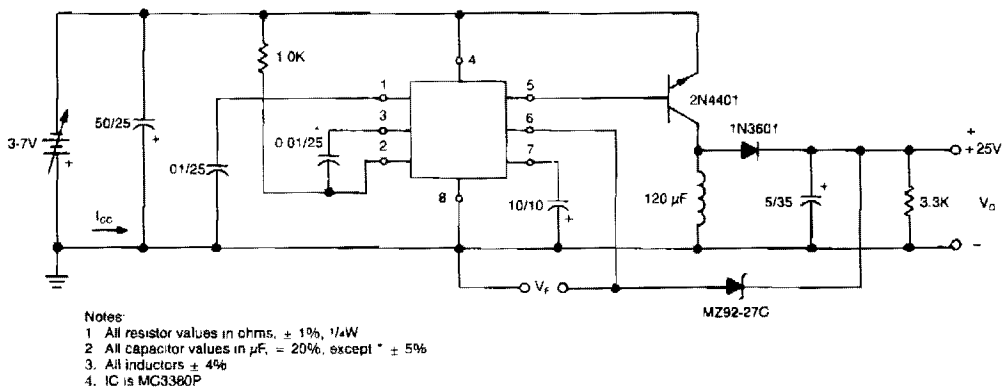 1.0K
4
1
5
2N4401
3-7V
+
50/25
+
3
6
1N3601
+
+25V
01/25
0.01/25
*
2
7
ICC
8
10/10
+
120 µF
5/35
+
3.3K
VO
-
VF
MZ92-27C
Notes:
1 All resistor values in ohms, ± 1%, 1/4W
2 All capacitor values in µF, = 20%, except * ± 5%
3. All inductors ± 4%
4. IC is MC3380P